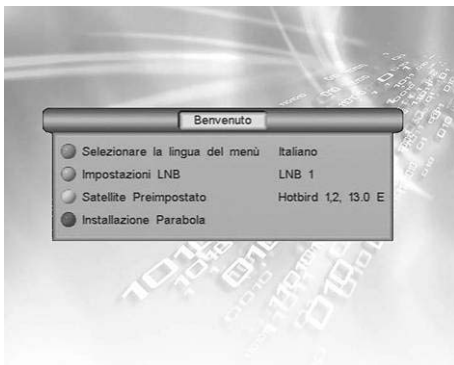 Benvenuto
Selezionare la lingua del menù Italiano
Impostazioni LNB LNB 1
Satellite Preimpostato Hotbird 1,2, 13.0 E
Installazione Parabola